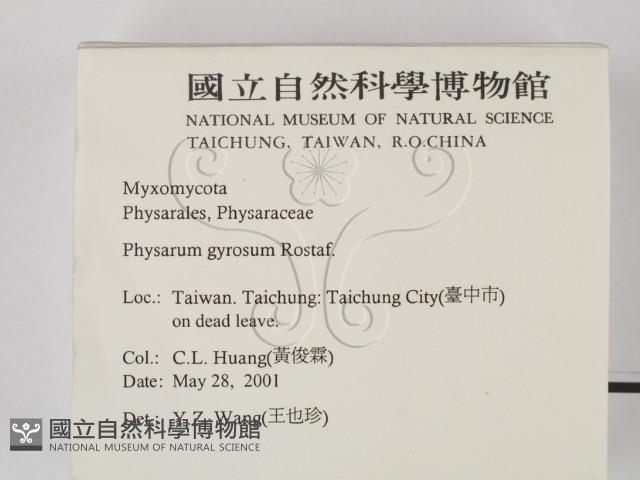 國立自然科學博物館
NATIONAL MUSEUM OF NATURAL SCIENCE
TAICHUNG, TAIWAN, R.O.CHINA
Myxomycota
Physarales, Physaraceae
Physarum gyrosum Rostaf.
Loc.: Taiwan. Taichung: Taichung City(臺中市)
on dead leave.
Col.: C.L. Huang(黃俊霖)
Date: May 28, 2001
Det.: Y.Z. Wang(王也珍)
國立自然科學博物館
NATIONAL MUSEUM OF NATURAL SCIENCE